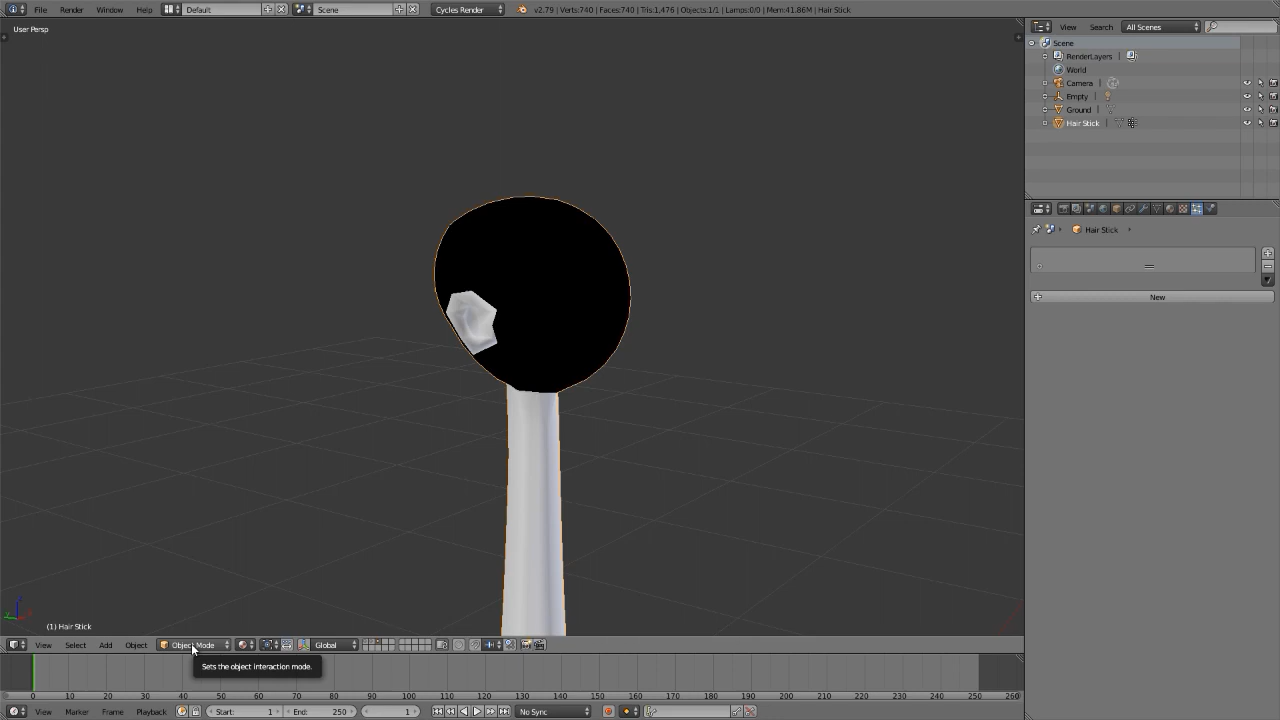 File Render Window Help Default Scene Cycles Render v2.79 | Verts:740 | Faces:740 | Tris:1,476 | Objects:1/1 | Lamps:0/0 | Mem:41.86M | Hair Stick
User Persp
View Search All Scenes
Scene
RenderLayers |
World
Camera |
Empty |
Ground |
Hair Stick |
Hair Stick
New
(1) Hair Stick
View Select Add Object Object Mode Global
Sets the object interaction mode.
0 10 20 30 40 50 60 70 80 90 100 110 120 130 140 150 160 170 180 190 200 210 220 230 240 250 260
View Marker Frame Playback Start: 1 End: 250 1 No Sync